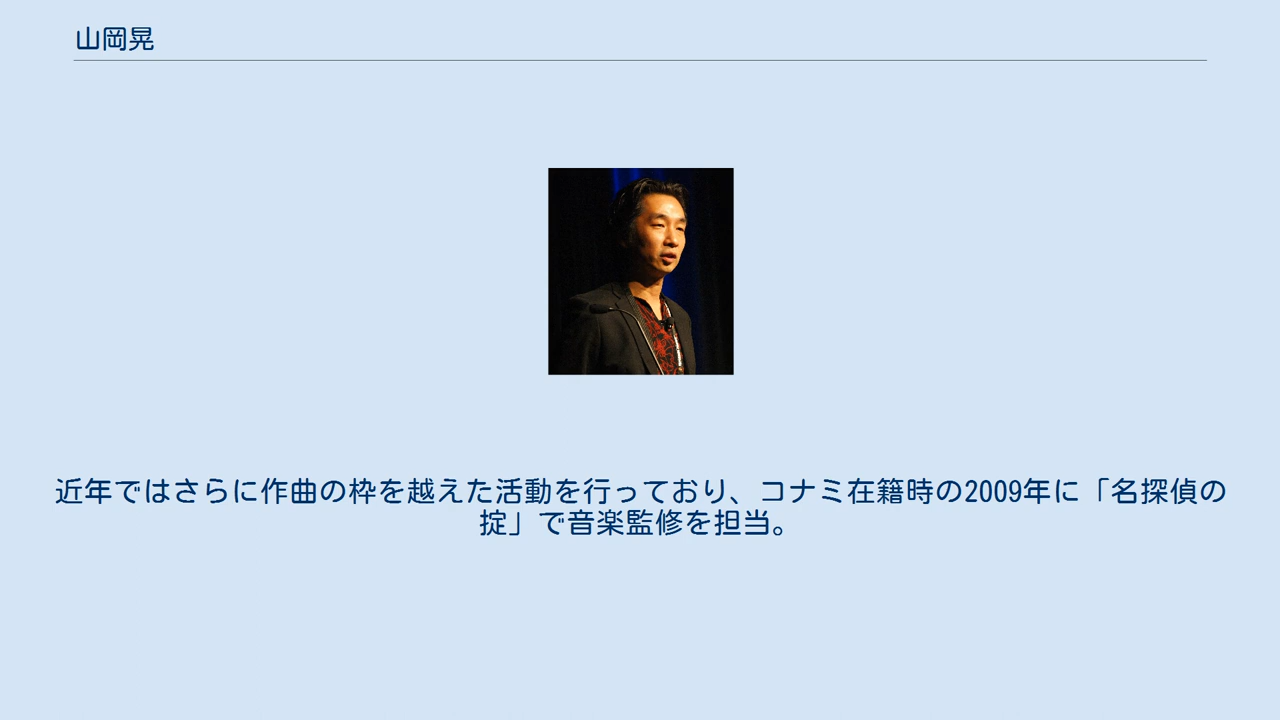 山岡晃
近年ではさらに作曲の枠を越えた活動を行っており、コナミ在籍時の2009年に「名探偵の
掟」で音楽監修を担当。